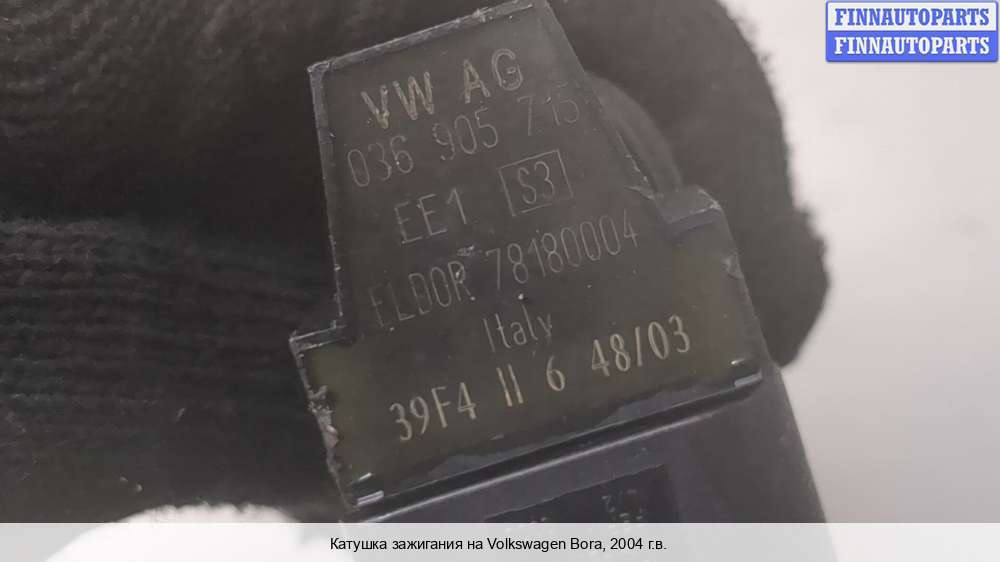 FINNAUTOPARTS
FINNAUTOPARTS
VW AG
036 905 715
EE1 S3
ELDOR 78180004
Italy
39F4 II 6 48/03
Катушка зажигания на Volkswagen Bora, 2004 г.в.